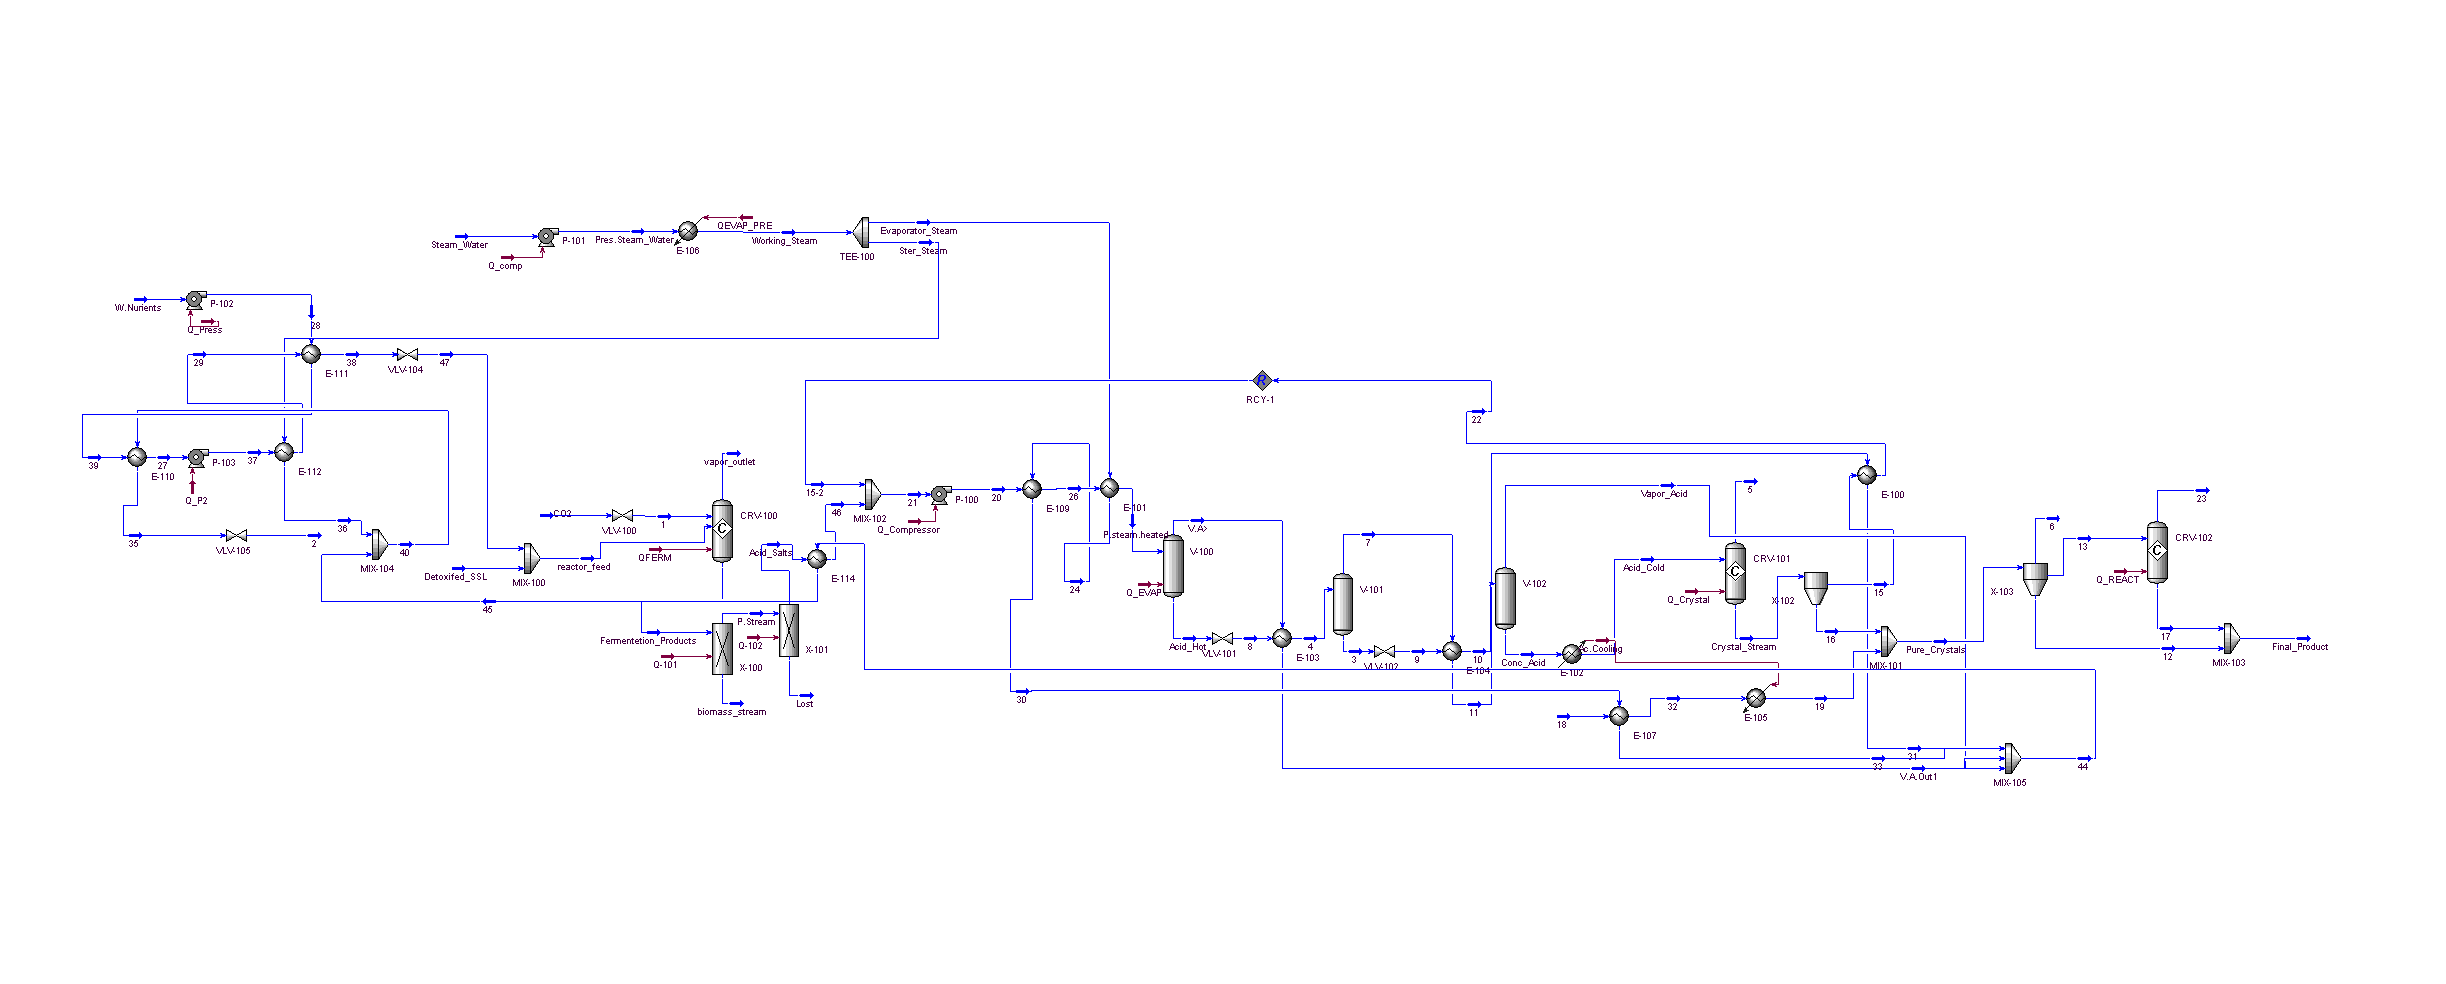 QEVAP_PRE
Evaporator_Steam
Steam_Water
P-101
Pres.Steam_Water
E-106
Working_Steam
TEE-100
Ster_Steam
Q_comp
W.Nurients
P-102
Q_Press
28
29
E-111
38
VLV-104
47
RCY-1
22
39
27
E-110
P-103
37
E-112
Q_P2
vapor_outlet
15-2
46
MIX-102
21
P-100
Q_Compressor
20
E-109
26
E-101
P.steam.heated
E-100
Vapor_Acid
5
23
CO2
VLV-100
1
CRV-100
C
QFERM
36
MIX-104
40
35
VLV-105
2
Detoxifed_SSL
MIX-100
reactor_feed
Acid_Salts
E-114
V.A>
V-100
Q_EVAP
24
7
V-101
V-102
Acid_Cold
CRV-101
C
Q_Crystal
X-102
15
6
13
X-103
CRV-102
C
Q_REACT
45
Fermentetion_Products
P.Stream
Q-102
X-101
Q-101
X-100
Lost
biomass_stream
Acid_Hot
VLV-101
8
E-103
4
3
VLV-102
9
E-104
10
11
Conc_Acid
Ac.Cooling
E-102
Crystal_Stream
16
MIX-101
Pure_Crystals
17
12
MIX-103
Final_Product
30
18
E-107
32
E-105
19
33
31
V.A.Out1
MIX-105
44